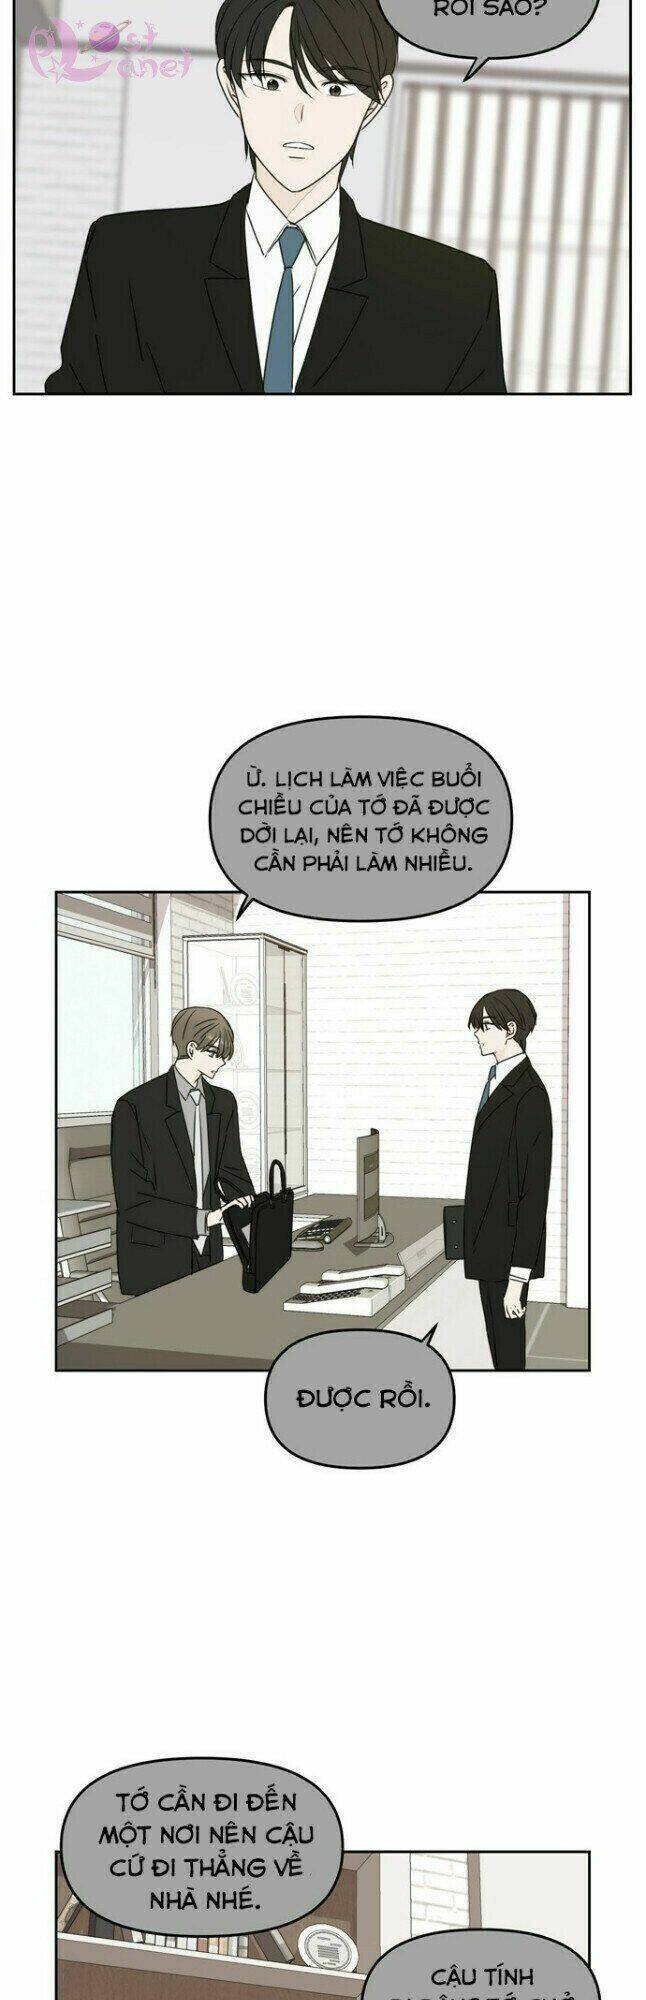 Lost
Planet
RỒI SAO?
Ừ. LỊCH LÀM VIỆC BUỔI
CHIỀU CỦA TỚ ĐÃ ĐƯỢC
DỜI LẠI, NÊN TỚ KHÔNG
CẦN PHẢI LÀM NHIỀU.
ĐƯỢC RỒI.
TỚ CẦN ĐI ĐẾN
MỘT NƠI NÊN CẬU
CỨ ĐI THẲNG VỀ
NHÀ NHÉ.
CẬU TÍNH